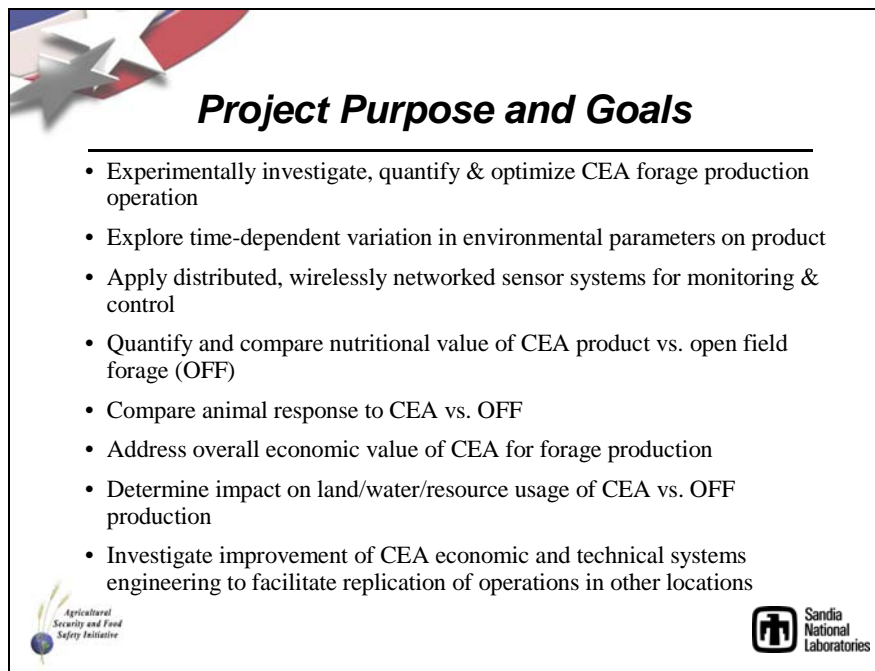 Project Purpose and Goals
• Experimentally investigate, quantify & optimize CEA forage production
operation
• Explore time-dependent variation in environmental parameters on product
• Apply distributed, wirelessly networked sensor systems for monitoring &
control
• Quantify and compare nutritional value of CEA product vs. open field
forage (OFF)
• Compare animal response to CEA vs. OFF
• Address overall economic value of CEA for forage production
• Determine impact on land/water/resource usage of CEA vs. OFF
production
• Investigate improvement of CEA economic and technical systems
engineering to facilitate replication of operations in other locations
Agricultural
Security and Food
Safety Initiative
Sandia
National
Laboratories